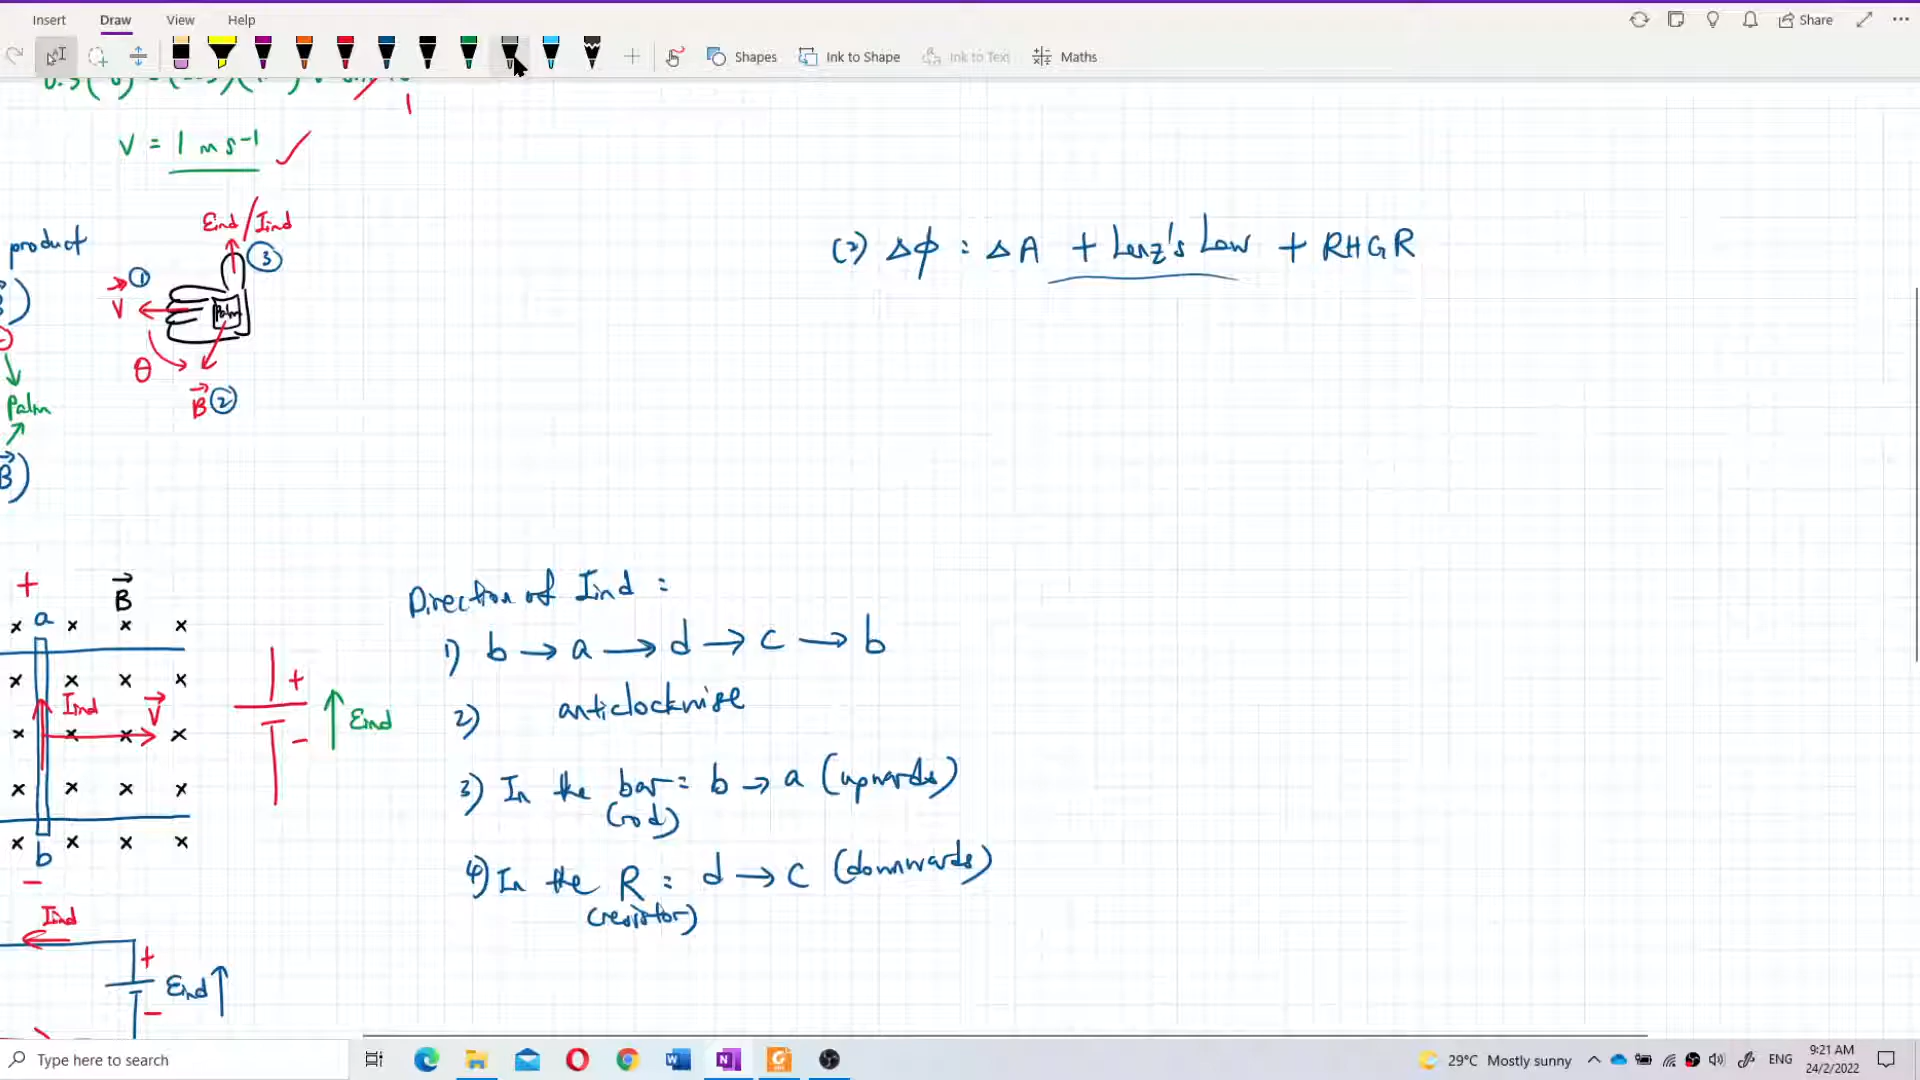 Insert Draw View Help
Share
Shapes Ink to Shape Ink to Text Maths
V = 1 m s⁻¹
product
Eind/Iind
③
① V
Palm
θ
B ②
Palm
B)
(2) Δφ : ΔA + Lenz's Law + RHGR
+ B
a
x x x x
x x x x
Iind V
x x x x
x x x x
x x x x
b
−
+
−
Eind
Direction of Iind :
1) b → a → d → c → b
2) anticlockwise
3) In the bar = b → a (upwards)
(rod)
4) In the R = d → c (downwards)
(resistor)
Iind
+
Eind
−
Type here to search
29°C Mostly sunny
ENG
9:21 AM
24/2/2022